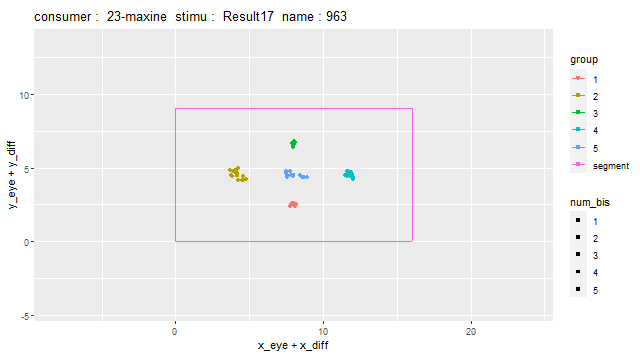 consumer : 23-maxine stimu : Result17 name : 963
y_eye + y_diff
10
5
0
-5
0
10
20
x_eye + x_diff
group
1
2
3
4
5
segment
num_bis
1
2
3
4
5